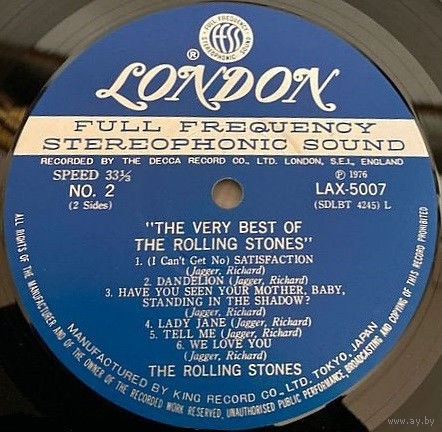 FULL FREQUENCY
STEREOPHONIC SOUND
ffss
®
LONDON
FULL FREQUENCY
STEREOPHONIC SOUND
RECORDED BY THE DECCA RECORD CO., LTD. LONDON, S.E.I., ENGLAND
SPEED 33⅓
Ⓟ 1976
NO. 2
LAX-5007
(2 Sides)
(SDLBT 4245) L
"THE VERY BEST OF
THE ROLLING STONES"
1. (I Can't Get No) SATISFACTION
(Jagger, Richard)
2. DANDELION (Jagger, Richard)
3. HAVE YOU SEEN YOUR MOTHER, BABY,
STANDING IN THE SHADOW?
(Jagger, Richard)
4. LADY JANE (Jagger, Richard)
5. TELL ME (Jagger, Richard)
6. WE LOVE YOU
(Jagger, Richard)
THE ROLLING STONES
MANUFACTURED BY KING RECORD CO., LTD., TOKYO, JAPAN
ALL RIGHTS OF THE MANUFACTURER AND OF THE OWNER OF THE RECORDED WORK RESERVED, UNAUTHORISED PUBLIC PERFORMANCE, BROADCASTING AND COPYING OF THIS RECORD PROHIBITED
www.ay.by